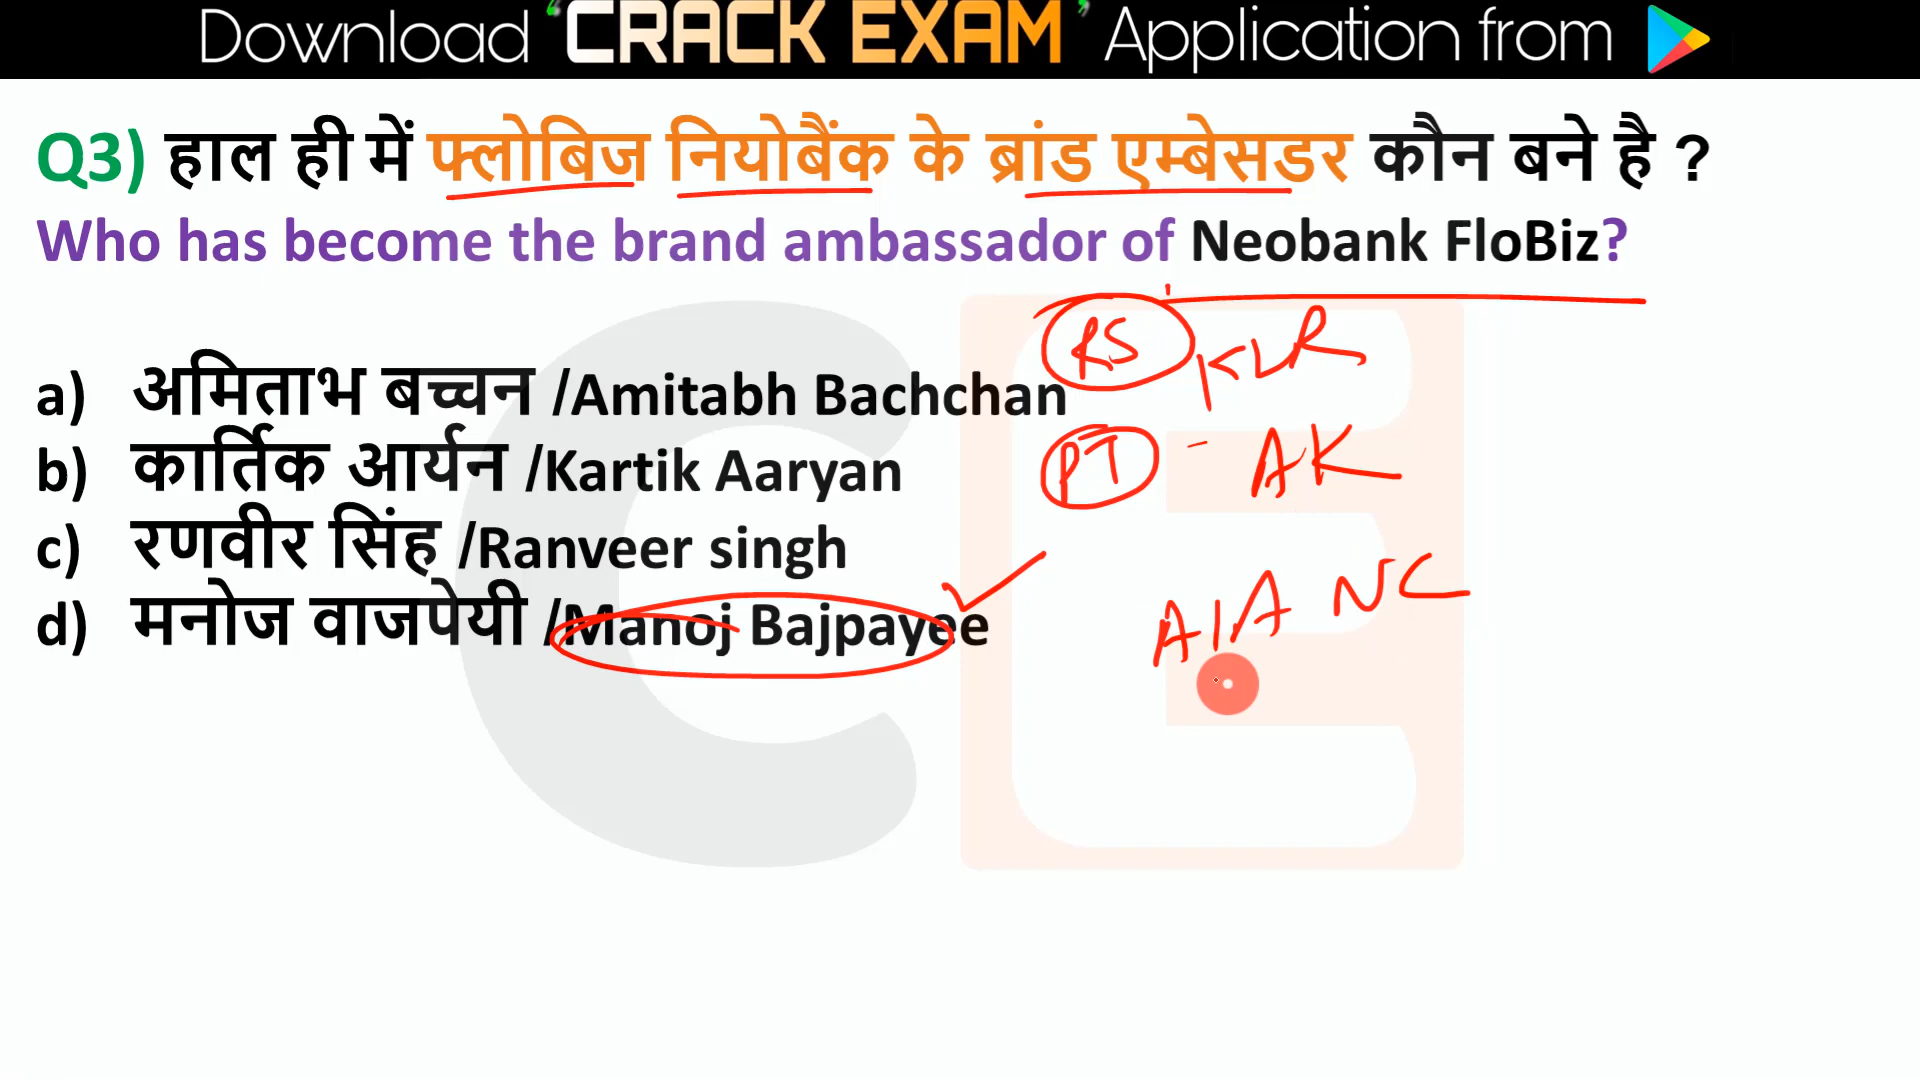 Download ‘CRACK EXAM’ Application from
Q3) हाल ही में फ्लोबिज नियोबैंक के ब्रांड एम्बेसडर कौन बने है ?
Who has become the brand ambassador of Neobank FloBiz?
RS KLR
a) अमिताभ बच्चन /Amitabh Bachchan
PT - AK
b) कार्तिक आर्यन /Kartik Aaryan
c) रणवीर सिंह /Ranveer singh
AIA NC
d) मनोज वाजपेयी /Manoj Bajpayee
CE